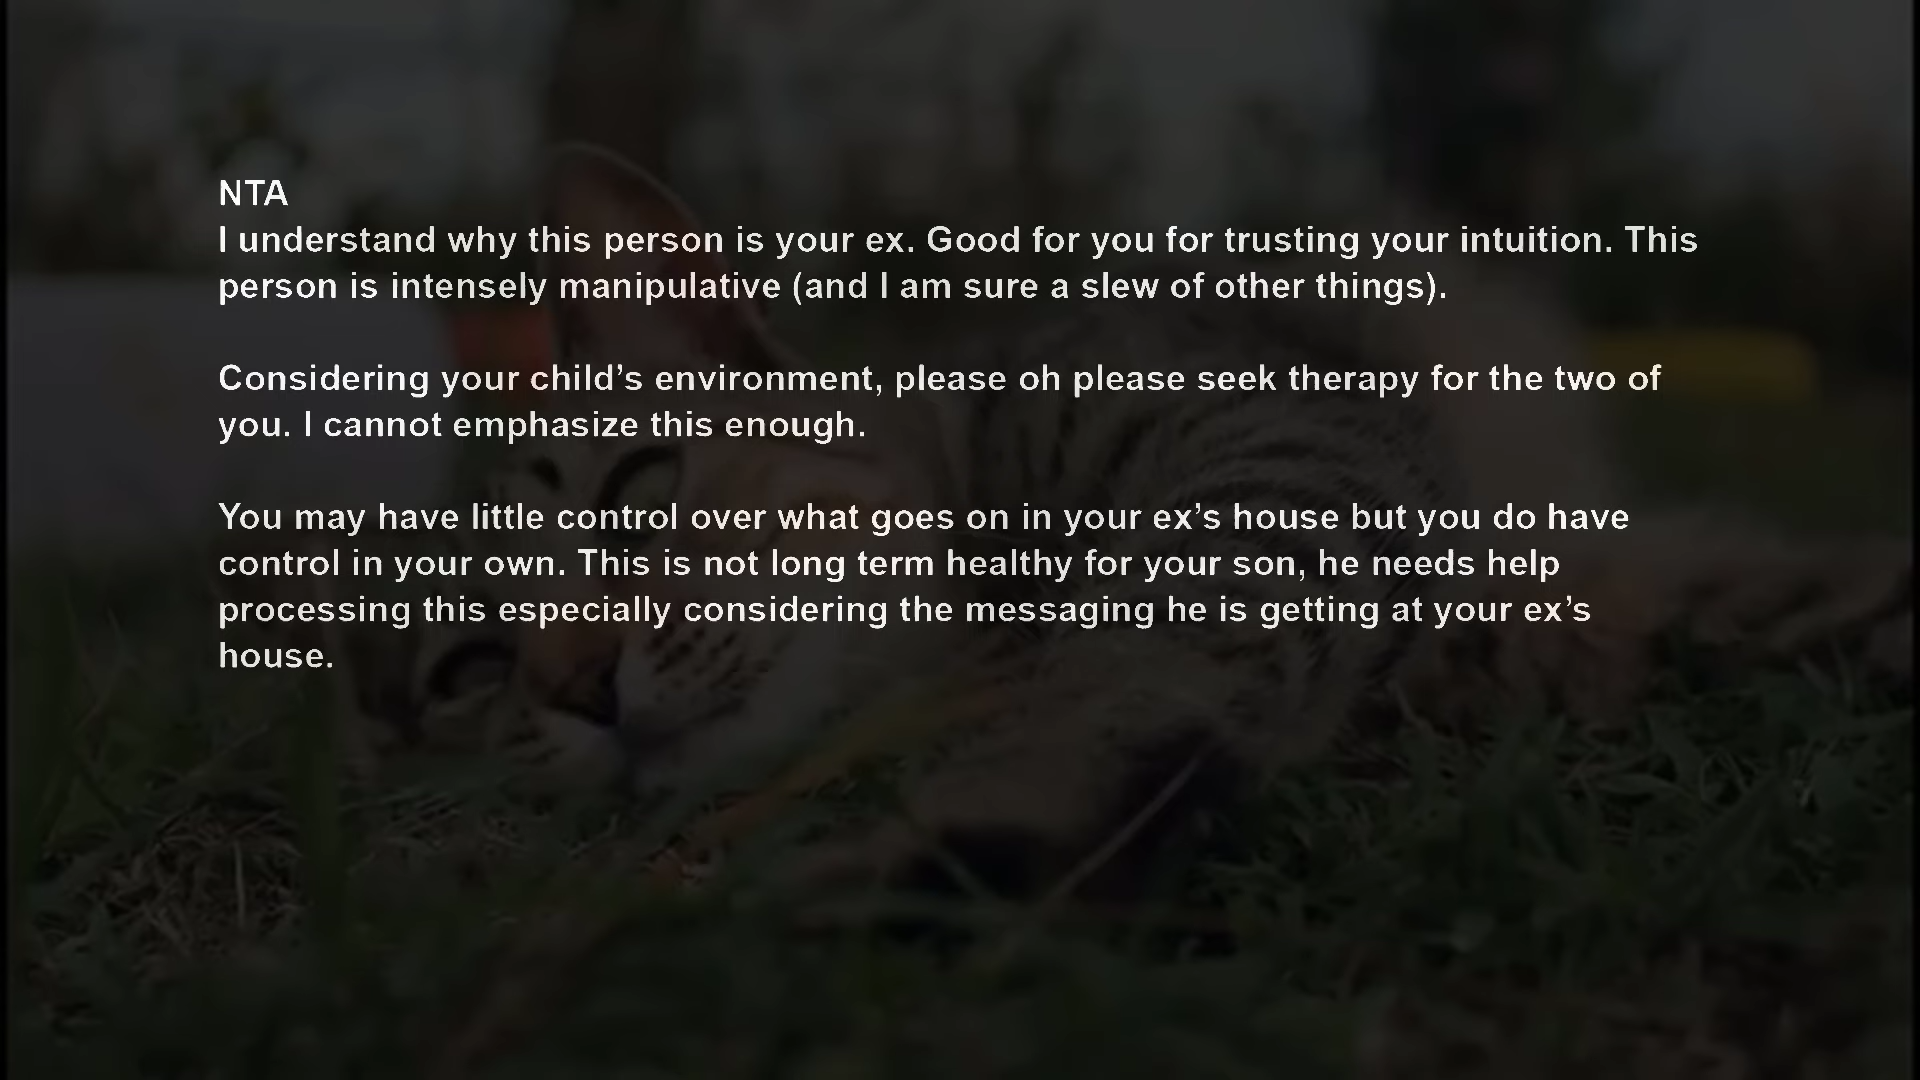 NTA
I understand why this person is your ex. Good for you for trusting your intuition. This
person is intensely manipulative (and I am sure a slew of other things).
Considering your child’s environment, please oh please seek therapy for the two of
you. I cannot emphasize this enough.
You may have little control over what goes on in your ex’s house but you do have
control in your own. This is not long term healthy for your son, he needs help
processing this especially considering the messaging he is getting at your ex’s
house.